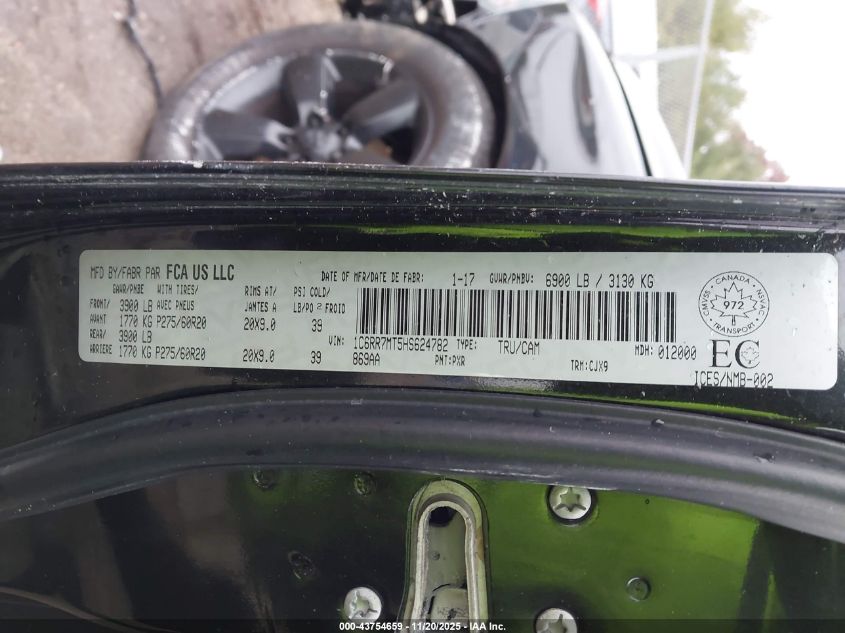 MFD BY/FABR PAR FCA US LLC DATE OF MFR/DATE DE FABR: 1-17 GVWR/PNBV: 6900 LB / 3130 KG
GAWR/PNBE WITH TIRES/ RIMS AT/ PSI COLD/
FRONT/ 3900 LB AVEC PNEUS JANTES A LB/PO 2 FROID
AVANT 1770 KG P275/60R20 20X9.0 39
REAR/ 3900 LB
ARRIERE 1770 KG P275/60R20 20X9.0 39
VIN: 1C6RR7MT5HS624782 TYPE: TRU/CAM MDH: 012000
869AA PNT:PXR TRM:CJX9
CANADA
CMVSS NSVAC
972
TRANSPORT
EC
ICES/NMB-002
000-43754659 - 11/20/2025 - IAA Inc.